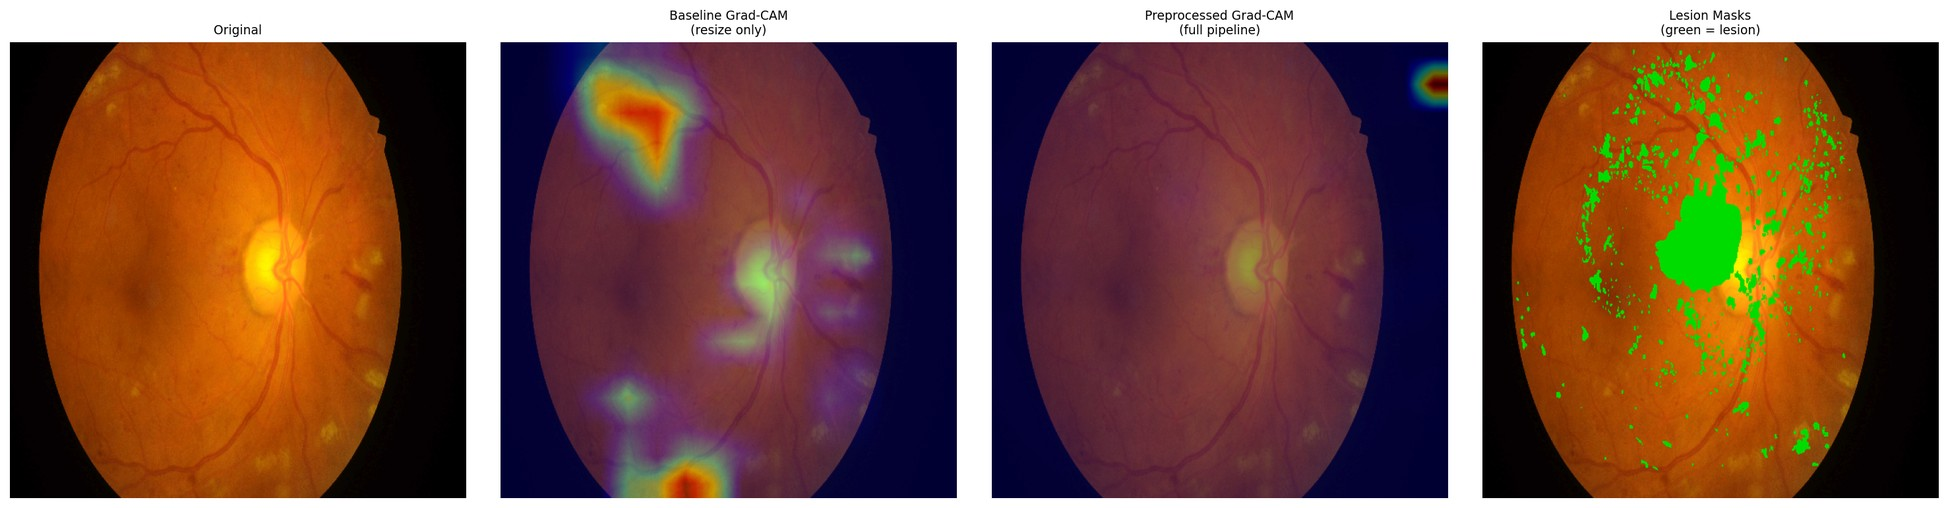 Original
Baseline Grad-CAM
(resize only)
Preprocessed Grad-CAM
(full pipeline)
Lesion Masks
(green = lesion)